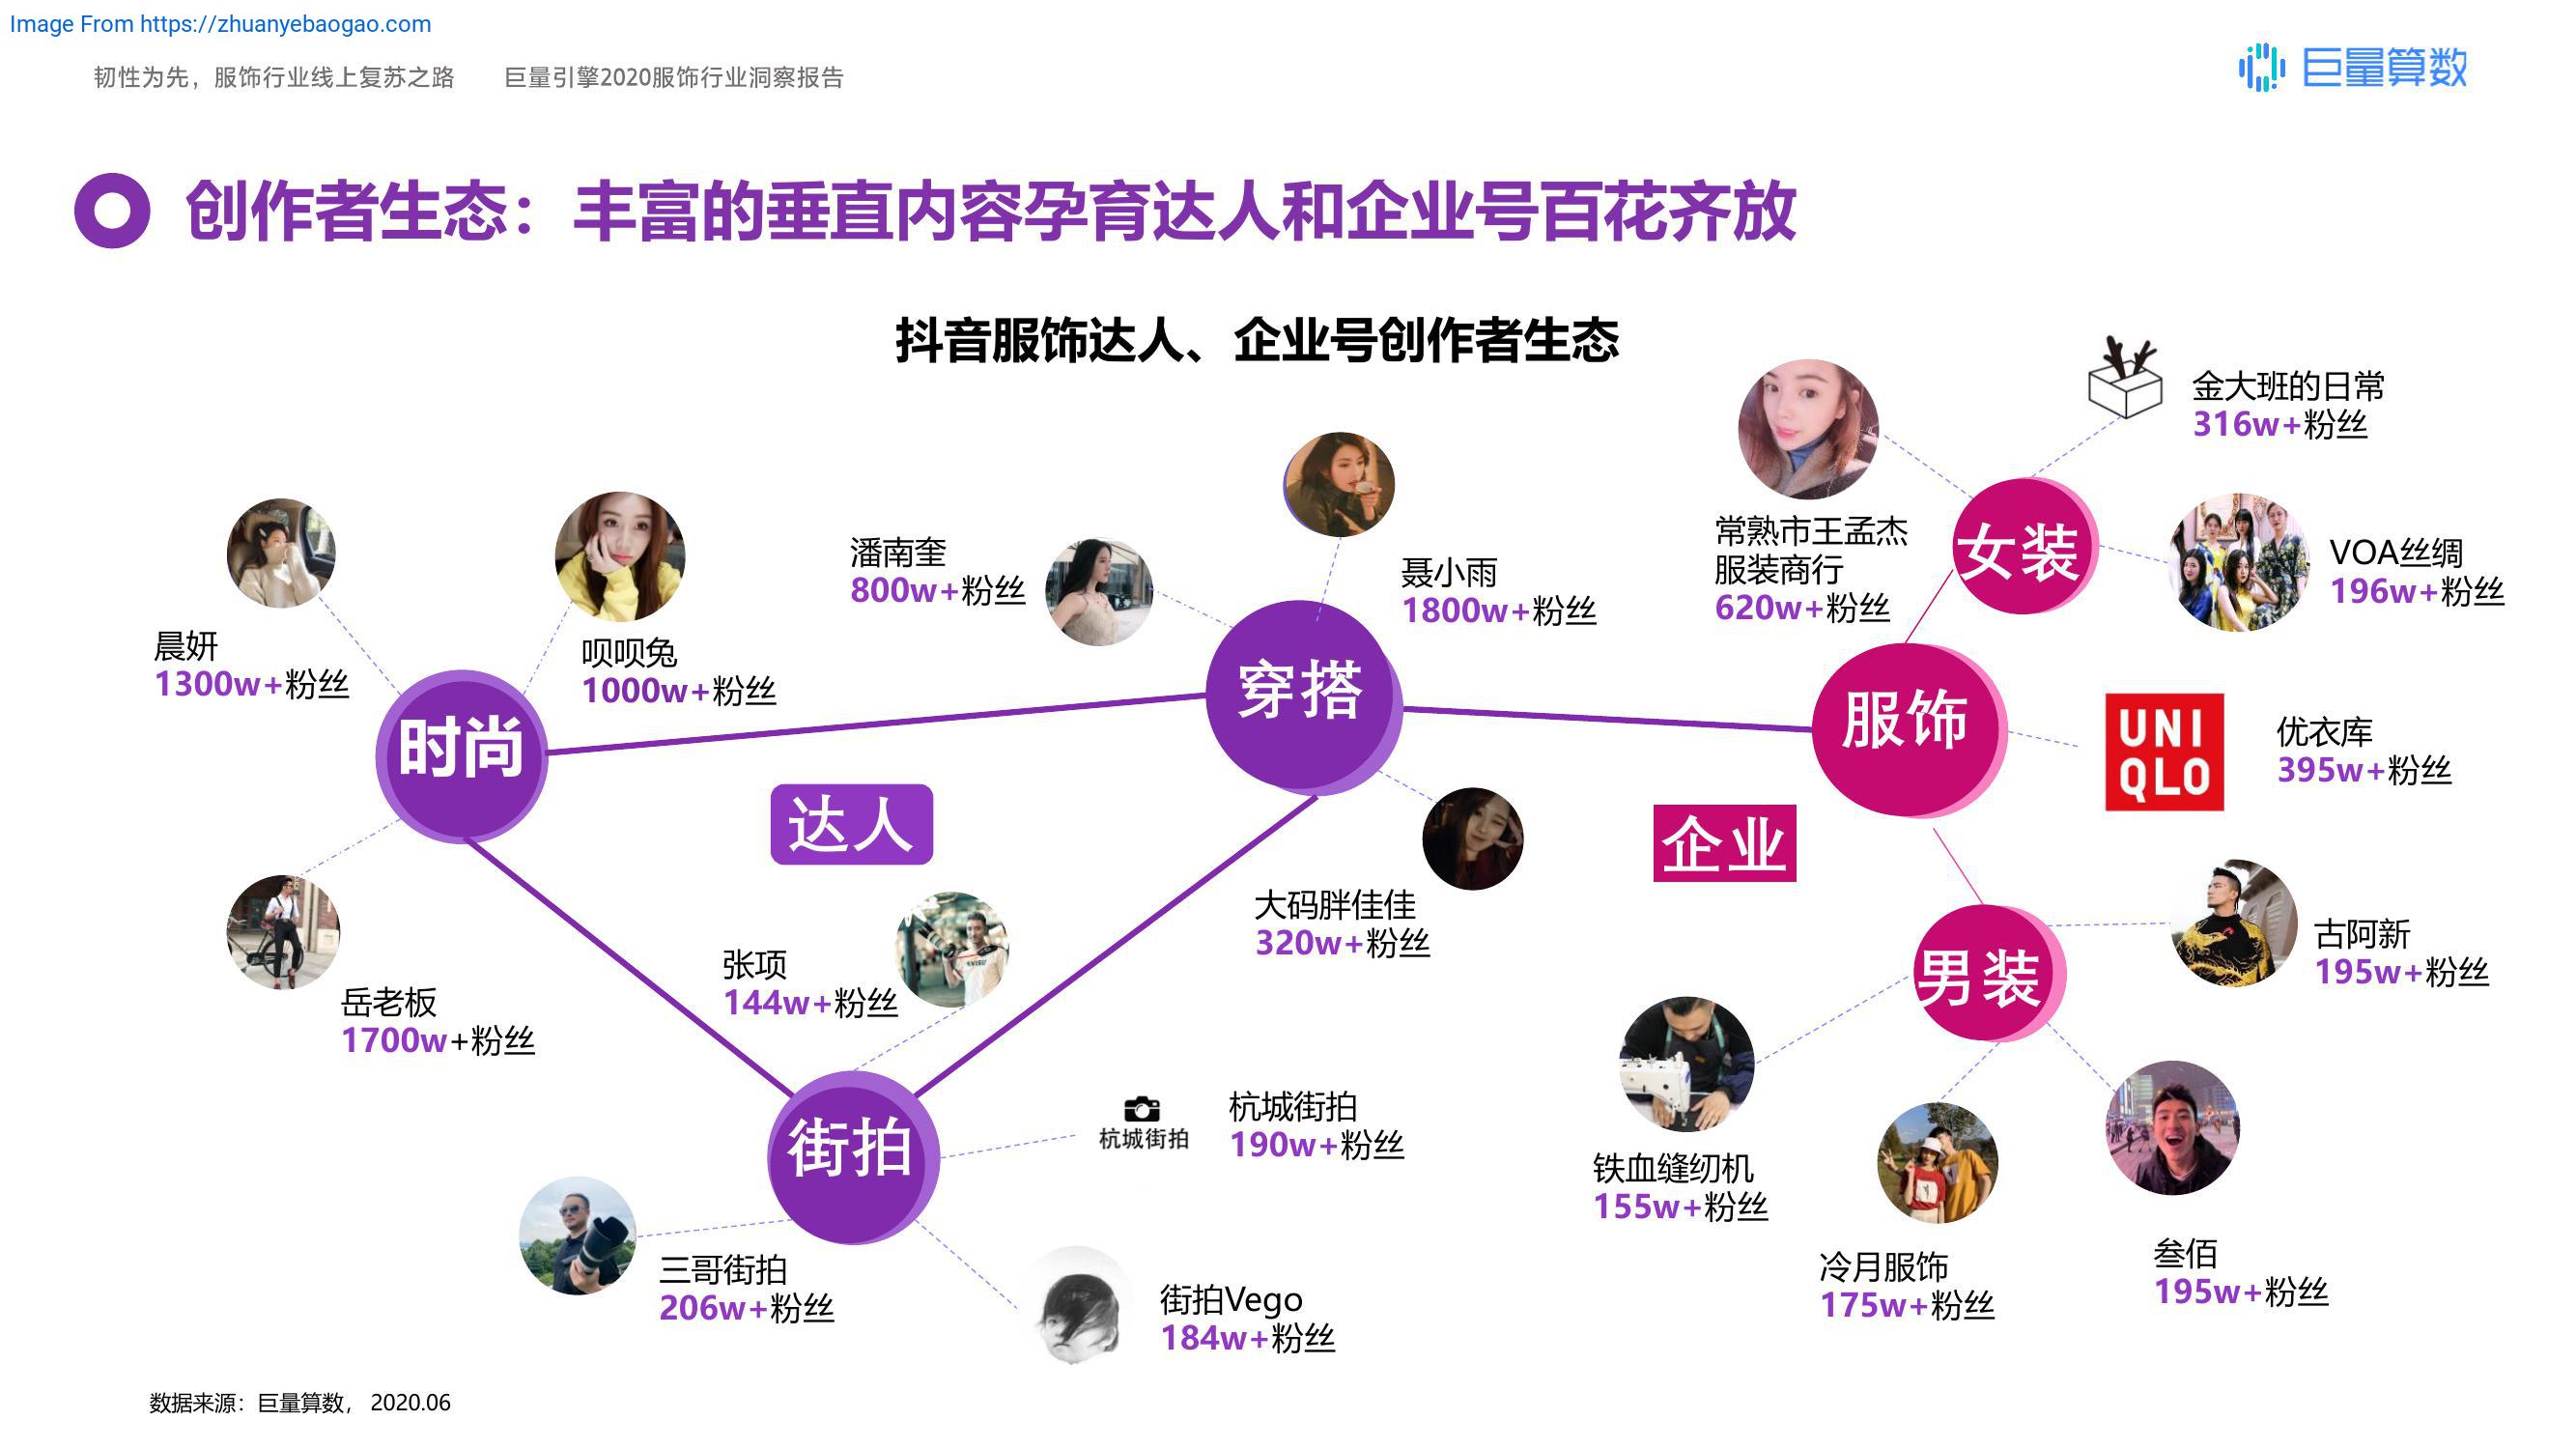 Image From https://zhuanyebaogao.com
韧性为先，服饰行业线上复苏之路 巨量引擎2020服饰行业洞察报告
巨量算数
创作者生态：丰富的垂直内容孕育达人和企业号百花齐放
抖音服饰达人、企业号创作者生态
晨妍
1300w+粉丝
呗呗兔
1000w+粉丝
时尚
岳老板
1700w+粉丝
达人
潘南奎
800w+粉丝
聂小雨
1800w+粉丝
穿搭
大码胖佳佳
320w+粉丝
张项
144w+粉丝
街拍
杭城街拍
杭城街拍
190w+粉丝
三哥街拍
206w+粉丝
街拍Vego
184w+粉丝
常熟市王孟杰
服装商行
620w+粉丝
金大班的日常
316w+粉丝
女装
VOA丝绸
196w+粉丝
服饰
UNI
QLO
优衣库
395w+粉丝
企业
男装
古阿新
195w+粉丝
铁血缝纫机
155w+粉丝
冷月服饰
175w+粉丝
叁佰
195w+粉丝
数据来源：巨量算数， 2020.06